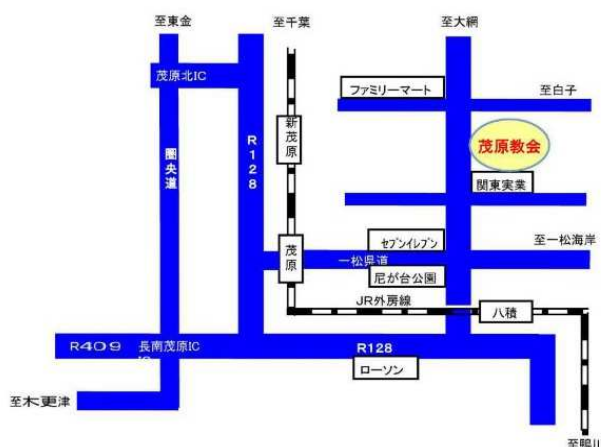 至東金
至千葉
至大網
茂原北IC
ファミリーマート
至白子
新茂原
R128
圏央道
茂原教会
関東実業
セブンイレブン
至一松海岸
茂原
一松県道
尼が台公園
JR外房線
八積
R409
長南茂原IC
R128
ローソン
至木更津
至鴨川